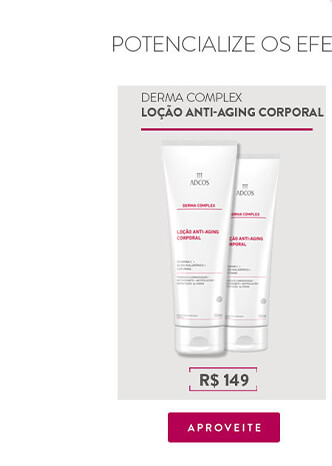 POTENCIALIZE OS EFE
DERMA COMPLEX
LOÇÃO ANTI-AGING CORPORAL
ADCOS
DERMA COMPLEX
LOÇÃO ANTI-AGING
CORPORAL
ADCOS
DERMA COMPLEX
LOÇÃO ANTI-AGING
CORPORAL
R$ 149
APROVEITE